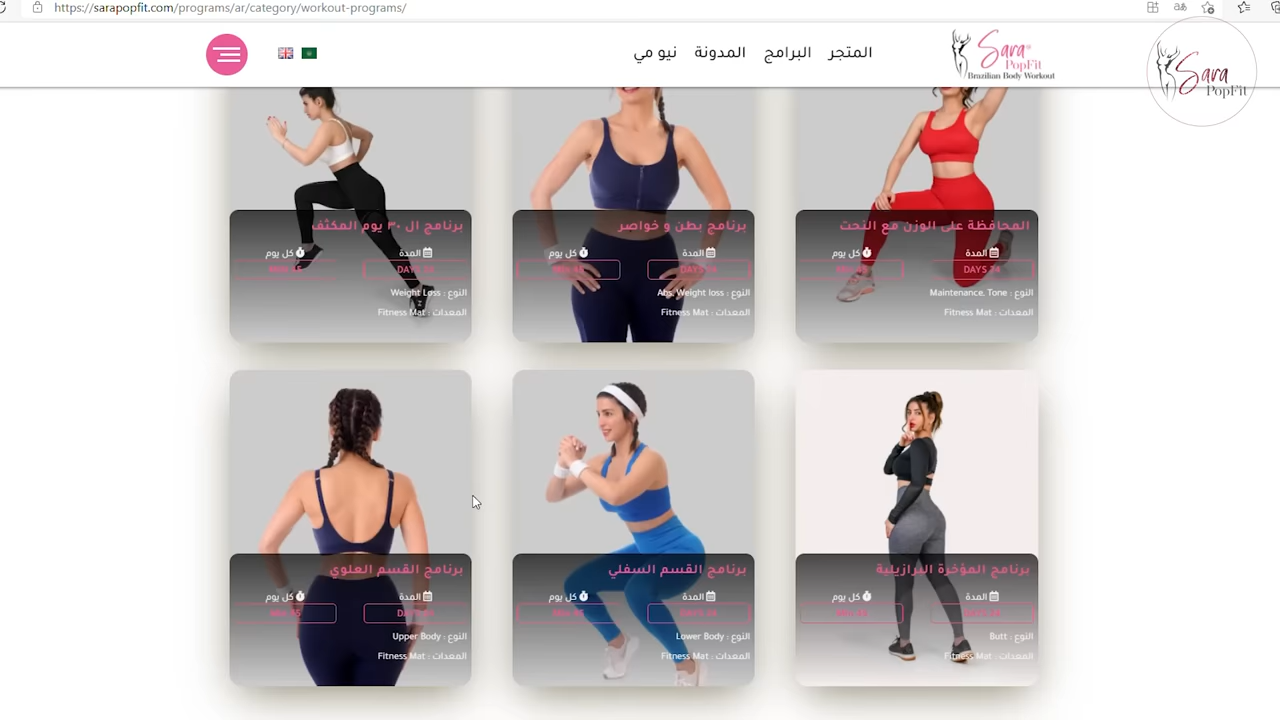 https://sarapopfit.com/programs/ar/category/workout-programs/
المتجر البرامج المدونة نيو مي
Sara
PopFit
Brazilian Body Workout
Sara
PopFit
المحافظة على الوزن مع النحت
المدة كل يوم
DAYS 74
النوع : Maintenance, Tone
المعدات : Fitness Mat
برنامج بطن و خواصر
المدة كل يوم
النوع : Abs, Weight loss
المعدات : Fitness Mat
برنامج ال ٣٠ يوم المكثف
المدة كل يوم
النوع : Weight Loss
المعدات : Fitness Mat
برنامج المؤخرة البرازيلية
المدة كل يوم
النوع : Butt
المعدات : Fitness Mat
برنامج القسم السفلي
المدة كل يوم
النوع : Lower Body
المعدات : Fitness Mat
برنامج القسم العلوي
المدة كل يوم
النوع : Upper Body
المعدات : Fitness Mat